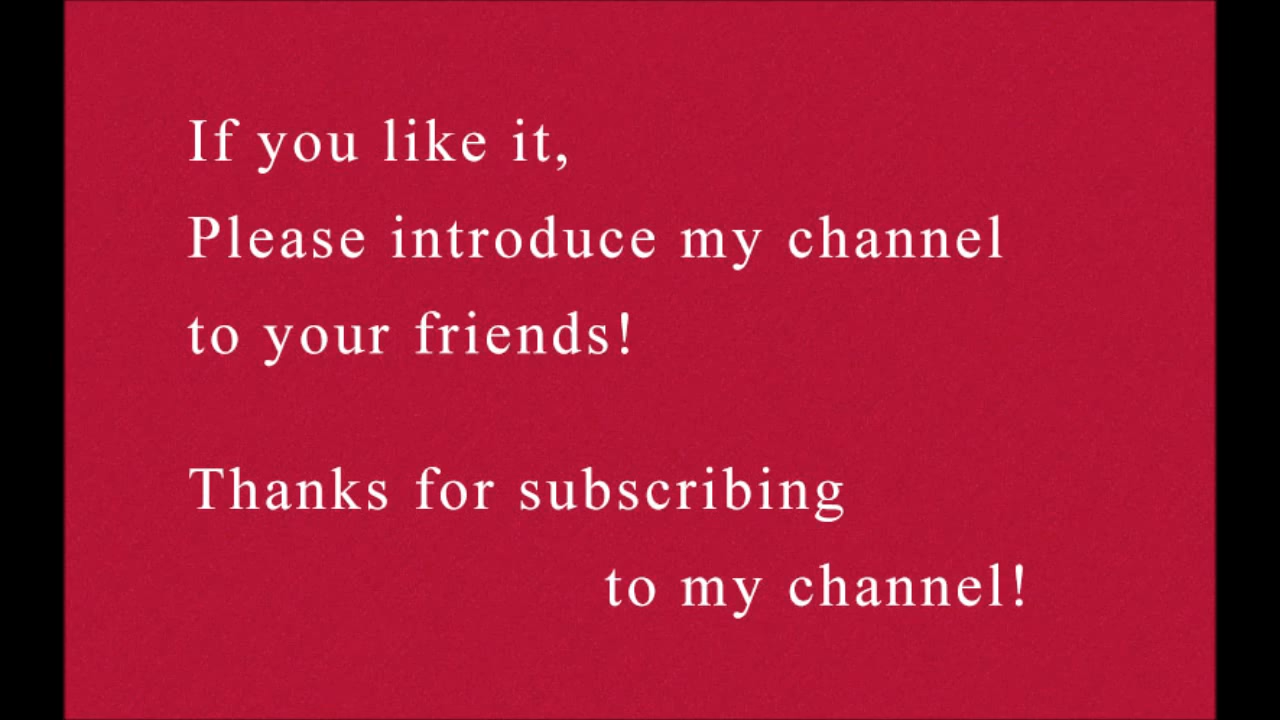 If you like it,
Please introduce my channel
to your friends!
Thanks for subscribing
to my channel!